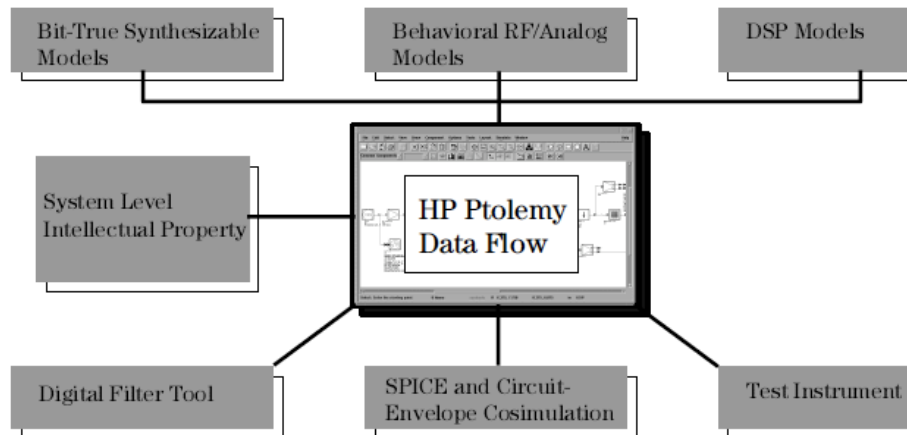 Bit-True Synthesizable
Models
Behavioral RF/Analog
Models
DSP Models
System Level
Intellectual Property
HP Ptolemy
Data Flow
Digital Filter Tool
SPICE and Circuit-
Envelope Cosimulation
Test Instrument